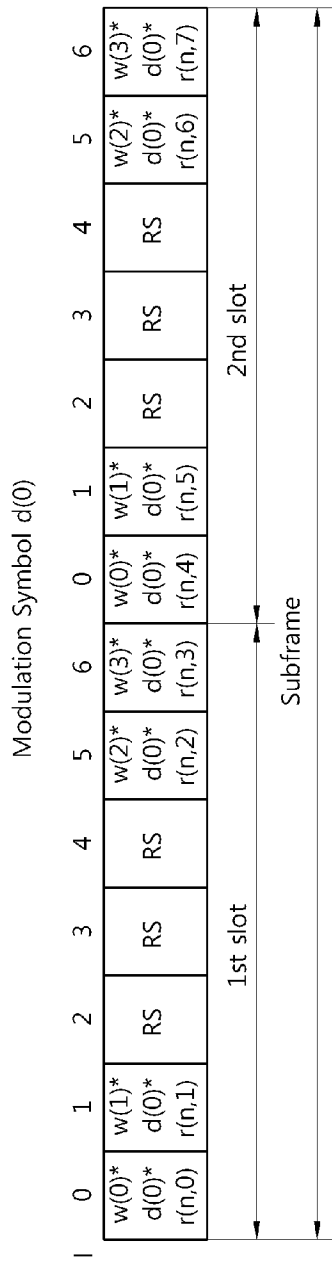 Modulation Symbol d(0)
l 0 1 2 3 4 5 6 0 1 2 3 4 5 6
w(0)* w(1)* RS RS RS w(2)* w(3)* w(0)* w(1)* RS RS RS w(2)* w(3)*
d(0)* d(0)* d(0)* d(0)* d(0)* d(0)* d(0)* d(0)*
r(n,0) r(n,1) r(n,2) r(n,3) r(n,4) r(n,5) r(n,6) r(n,7)
1st slot 2nd slot
Subframe